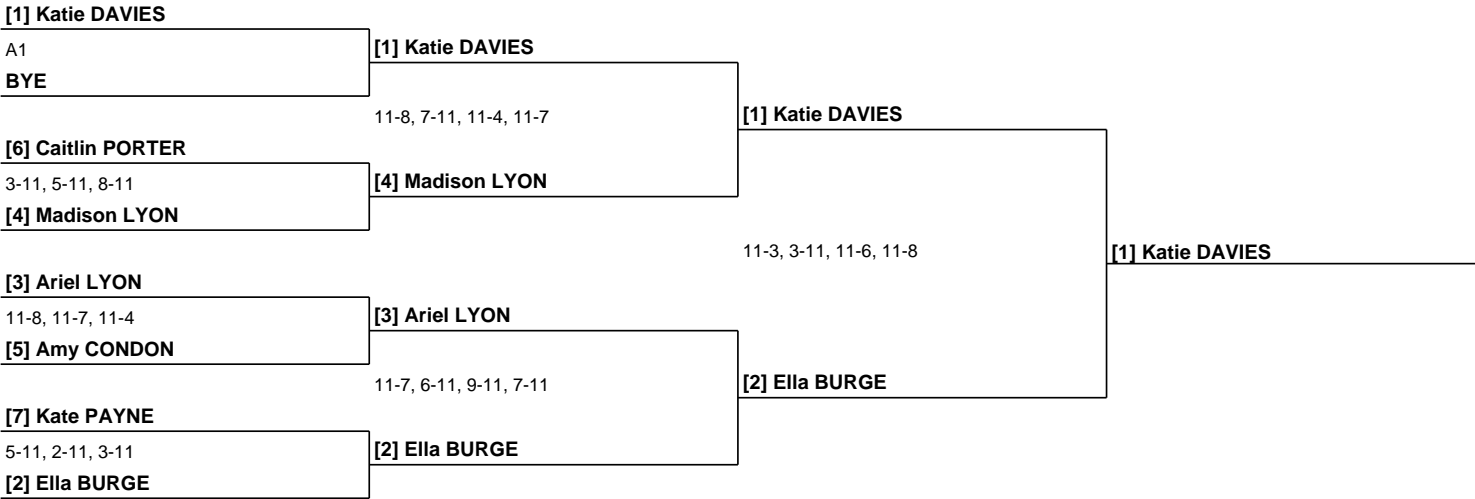 [1] Katie DAVIES
A1
[1] Katie DAVIES
BYE
11-8, 7-11, 11-4, 11-7
[1] Katie DAVIES
[6] Caitlin PORTER
3-11, 5-11, 8-11
[4] Madison LYON
[4] Madison LYON
11-3, 3-11, 11-6, 11-8
[1] Katie DAVIES
[3] Ariel LYON
11-8, 11-7, 11-4
[3] Ariel LYON
[5] Amy CONDON
11-7, 6-11, 9-11, 7-11
[2] Ella BURGE
[7] Kate PAYNE
5-11, 2-11, 3-11
[2] Ella BURGE
[2] Ella BURGE